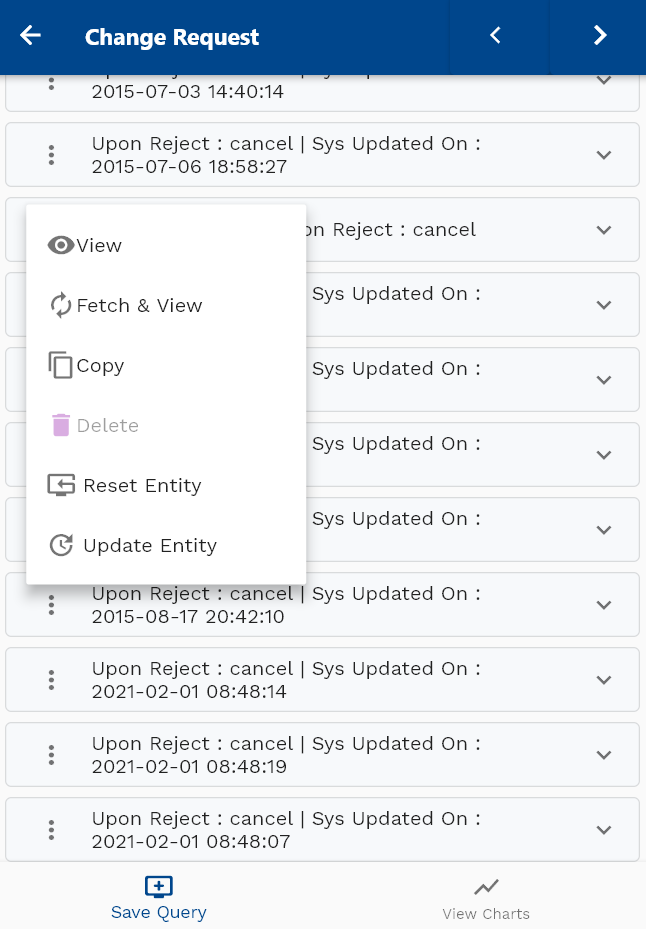 Change Request
2015-07-03 14:40:14
Upon Reject : cancel | Sys Updated On :
2015-07-06 18:58:27
Reject : cancel
View
Sys Updated On :
Fetch & View
Sys Updated On :
Copy
Sys Updated On :
Delete
Reset Entity
Sys Updated On :
Update Entity
Upon Reject : cancel | Sys Updated On :
2015-08-17 20:42:10
Upon Reject : cancel | Sys Updated On :
2021-02-01 08:48:14
Upon Reject : cancel | Sys Updated On :
2021-02-01 08:48:19
Upon Reject : cancel | Sys Updated On :
2021-02-01 08:48:07
Save Query
View Charts